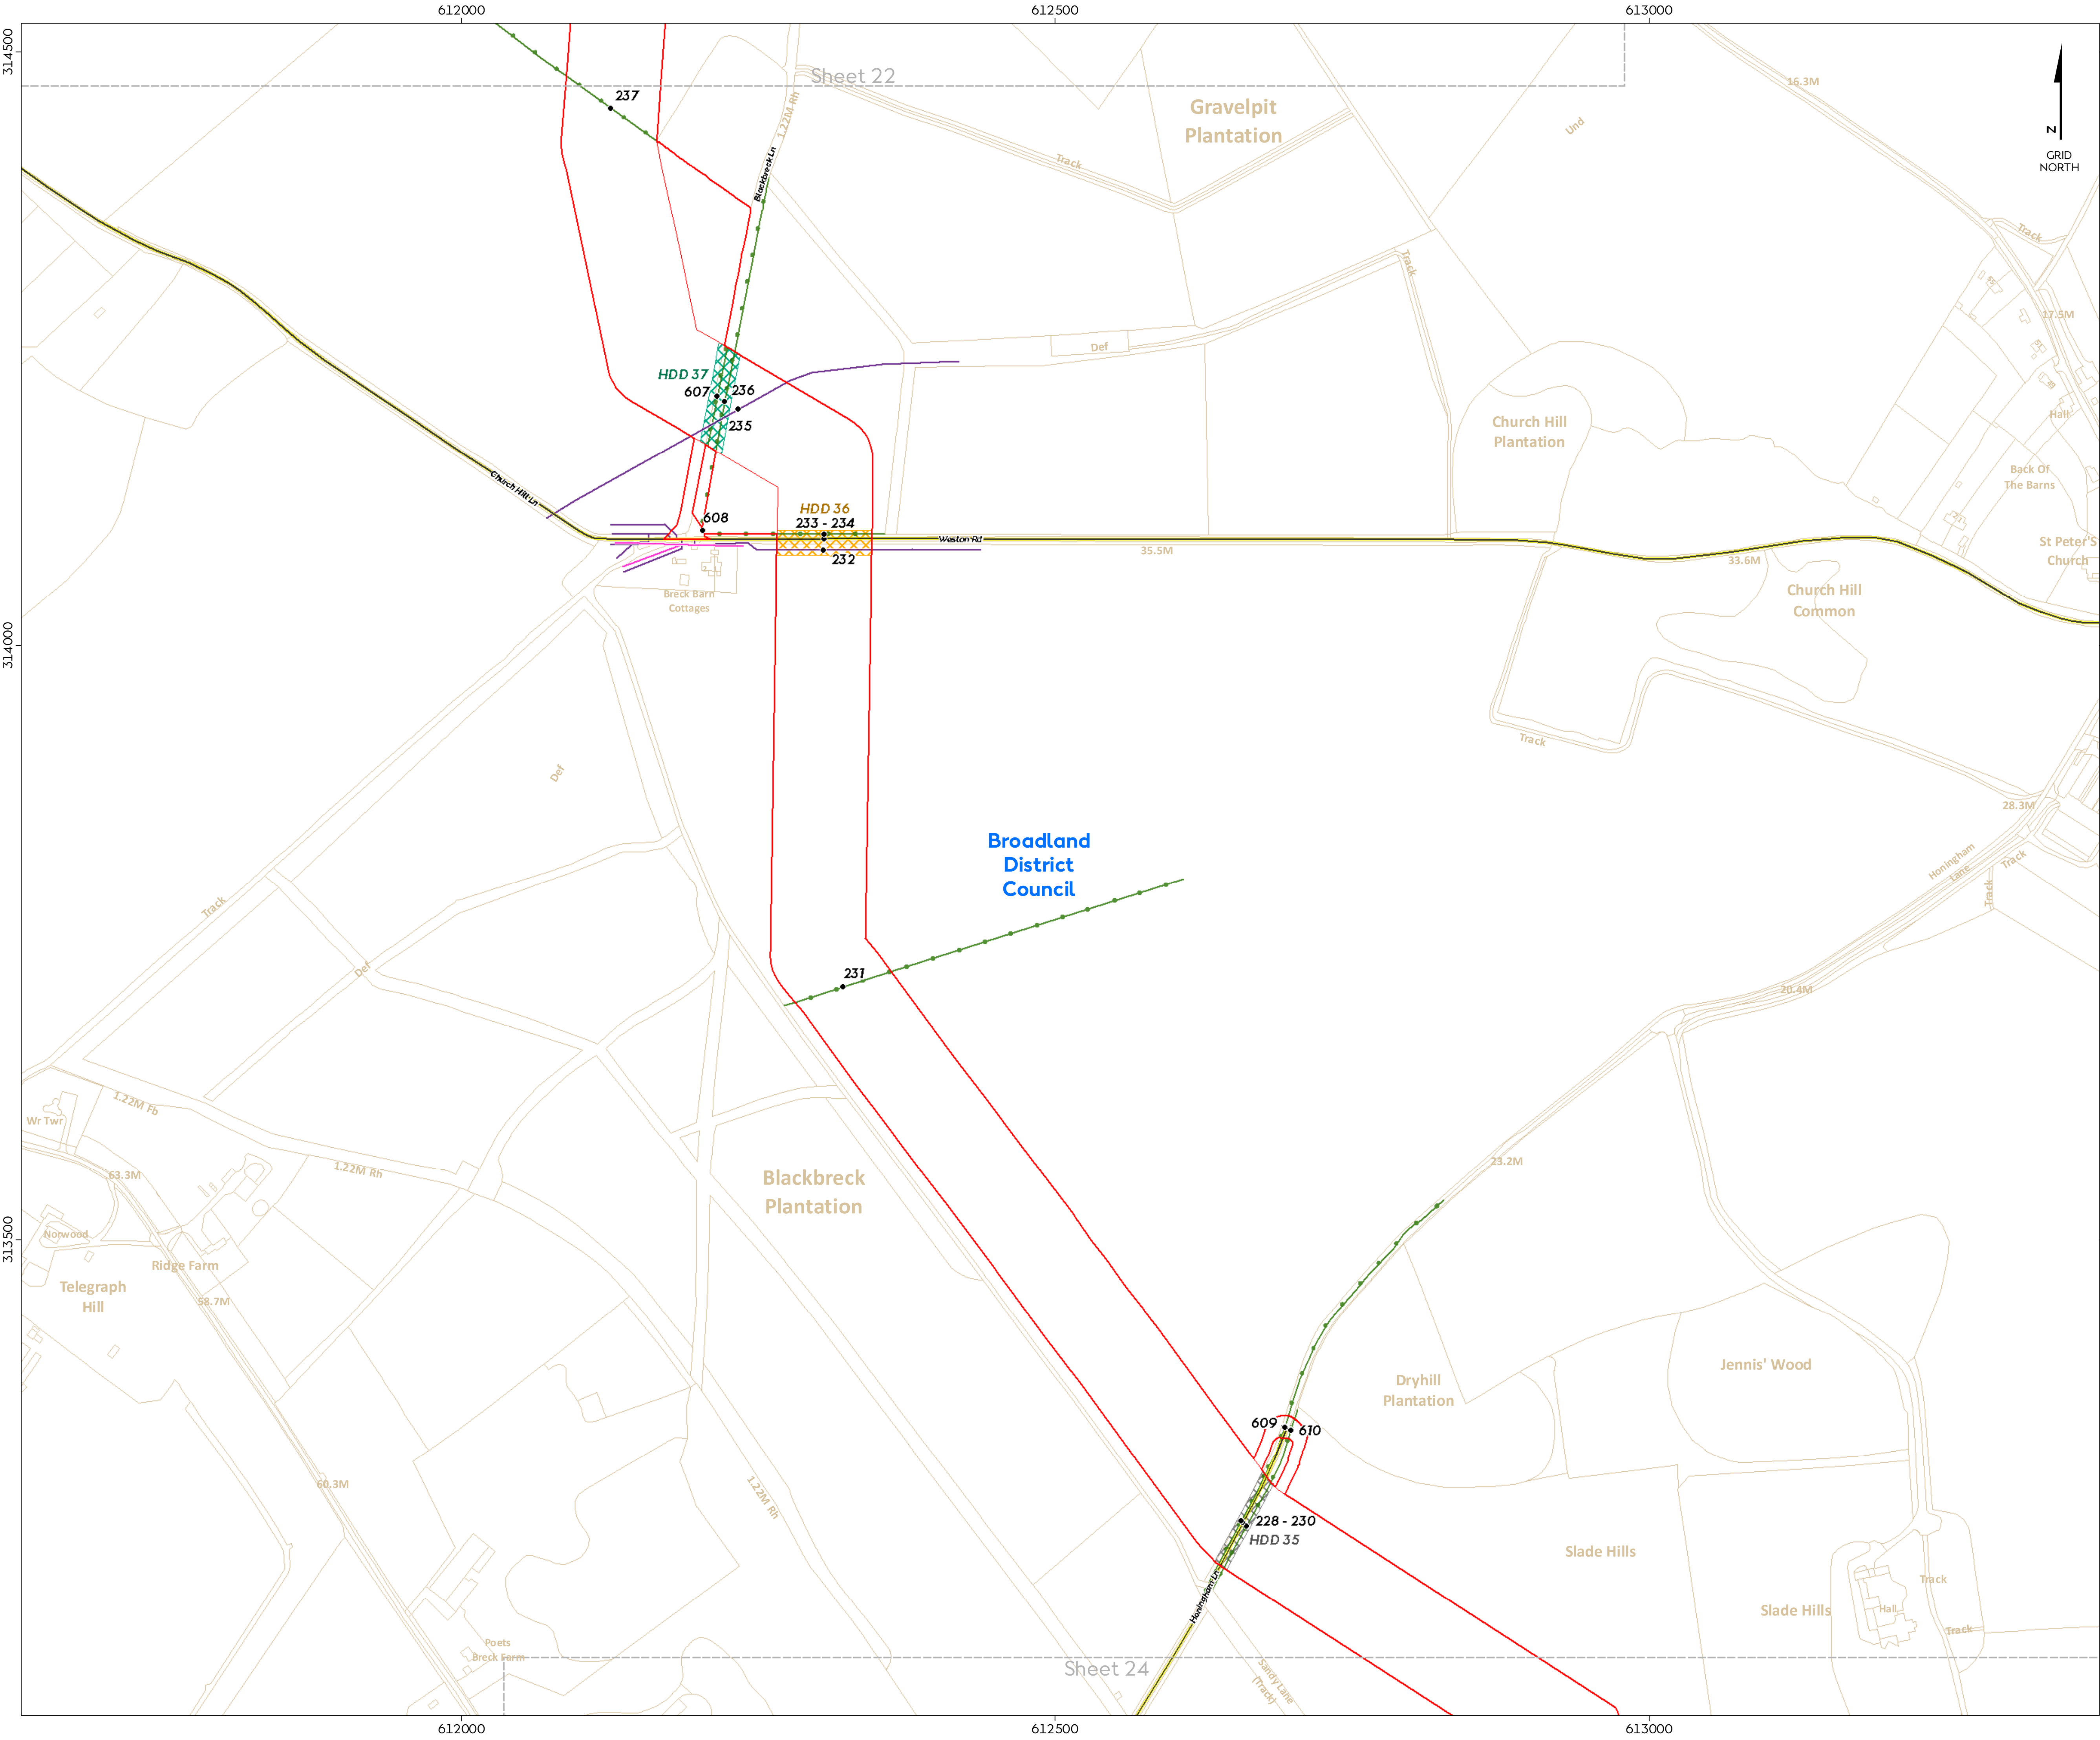 612000
612500
613000
314500
Sheet 22
16.3M
237
Gravelpit
Plantation
Und
1.22M Rh
N
GRID
NORTH
Track
Blackbreck Ln
Track
Track
17.5M
Def
HDD 37
607
236
235
Church Hill
Plantation
Hall
Back Of
The Barns
Church Hill Ln
HDD 36
608
233 - 234
Weston Rd
232
35.5M
33.6M
St Peter'S
Church
Breck Barn
Cottages
Church Hill
Common
314000
Track
Def
28.3M
Broadland
District
Council
Honingham
Lane
Track
Track
Track
Def
231
20.4M
1.22M Fb
Wr Twr
63.3M
1.22M Rh
Blackbreck
Plantation
23.2M
313500
Norwood
Ridge Farm
Telegraph
Hill
58.7M
Jennis' Wood
Dryhill
Plantation
609
610
60.3M
1.22M Rh
228 - 230
HDD 35
Slade Hills
Honingham Ln
Track
Slade Hills
Hall
Track
Poets
Breck Farm
Sheet 24
Sandy Lane
(Track)
612000
612500
613000